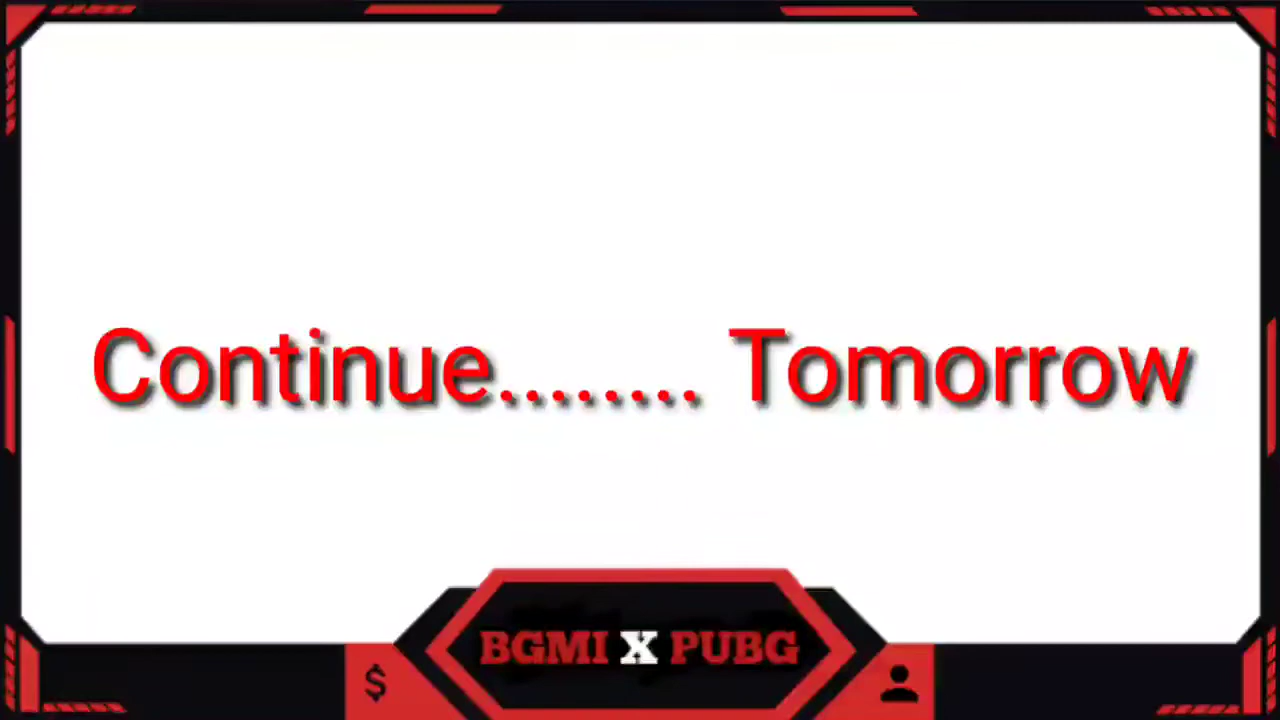 Continue........ Tomorrow
BGMI X PUBG
$